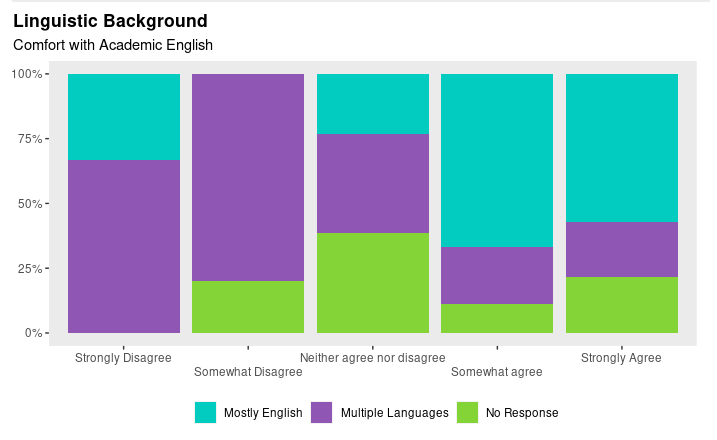 Linguistic Background
Comfort with Academic English
100%
75%
50%
25%
0%
Strongly Disagree
Somewhat Disagree
Neither agree nor disagree
Somewhat agree
Strongly Agree
Mostly English
Multiple Languages
No Response